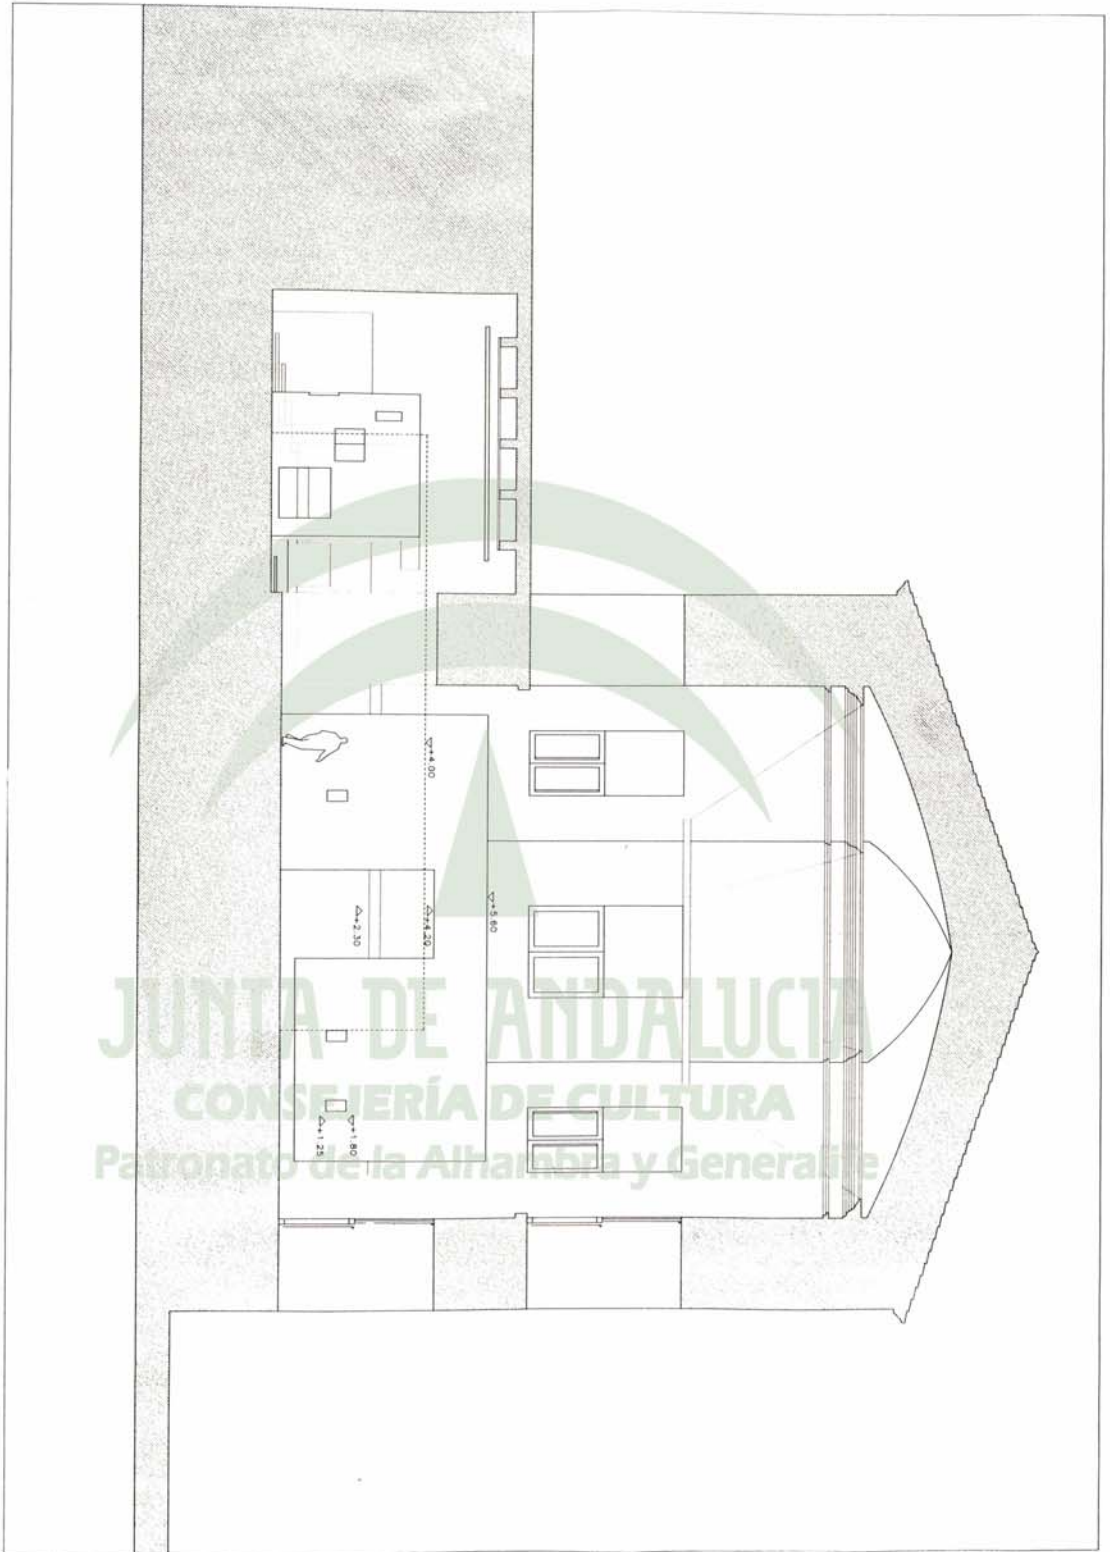 +4.00
+5.60
+2.30
+4.20
+1.80
+1.25
JUNTA DE ANDALUCIA
CONSEJERÍA DE CULTURA
Patronato de la Alhambra y Generalife